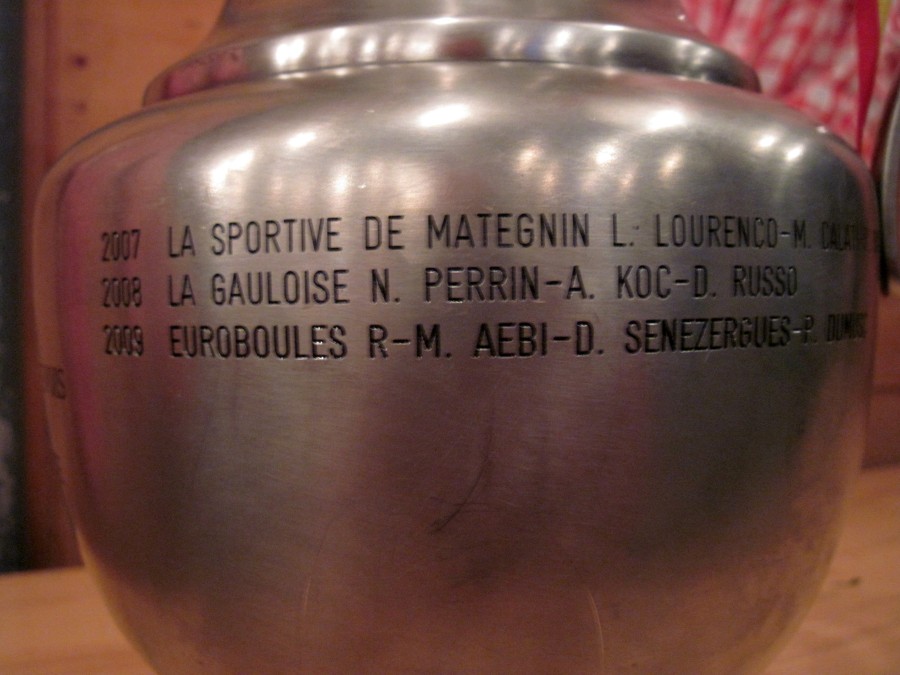 2007 LA SPORTIVE DE MATEGNIN L. LOURENCO-M.
2008 LA GAULOISE N. PERRIN-A. KOC-D. RUSSO
2009 EUROBOULES R-M. AEBI-D. SENEZERGUES-P.